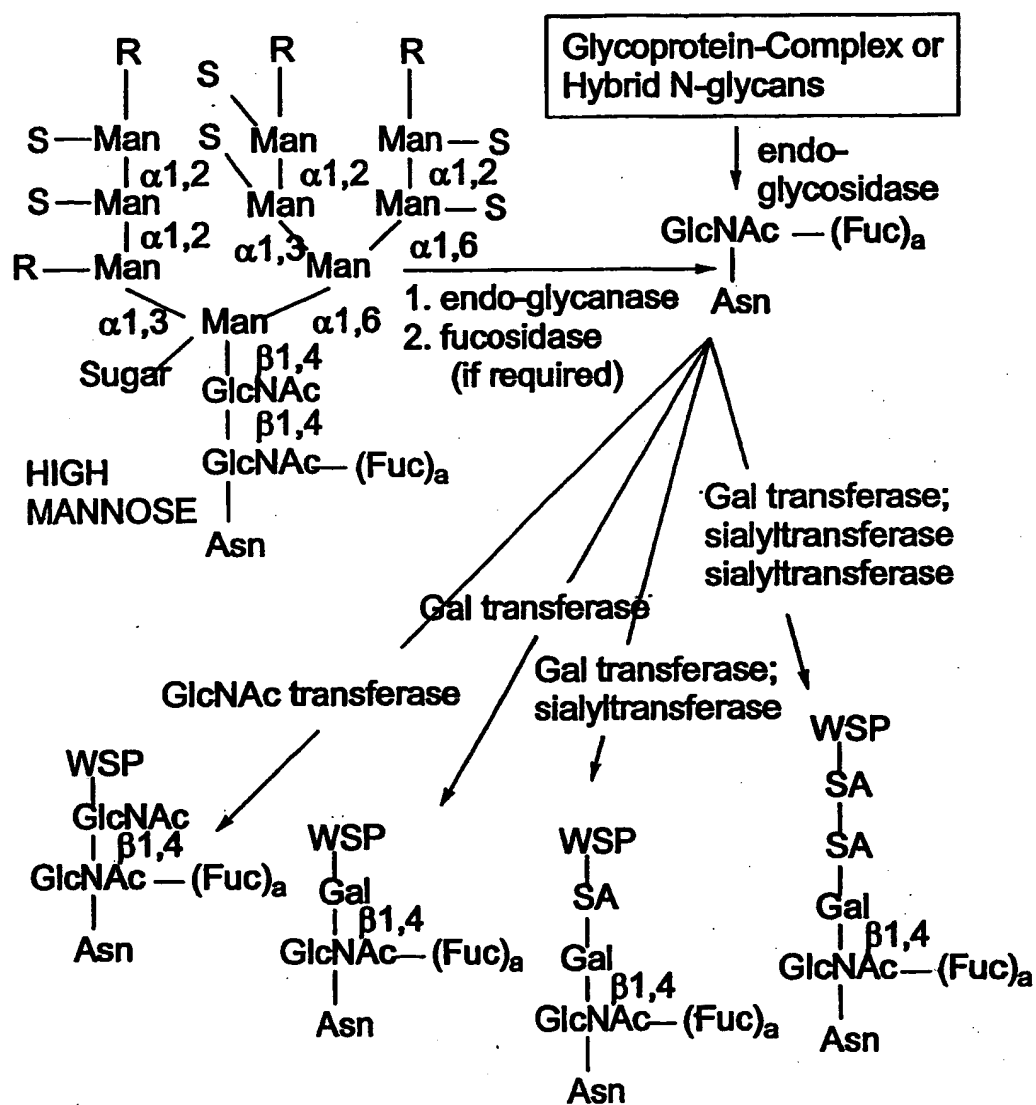 R
S
R
R
S—Man
S
Man
Man—S
α1,2
α1,2
α1,2
S—Man
Man
Man—S
α1,2
α1,3
α1,6
R—Man
Man
α1,3
Man
α1,6
Sugar
β1,4
GlcNAc
β1,4
GlcNAc—(Fuc)a
HIGH
MANNOSE
Asn
Glycoprotein-Complex or
Hybrid N-glycans
endo-
glycosidase
GlcNAc—(Fuc)a
Asn
1. endo-glycanase
2. fucosidase
(if required)
GlcNAc transferase
Gal transferase
Gal transferase;
sialyltransferase
Gal transferase;
sialyltransferase
sialyltransferase
WSP
GlcNAc
β1,4
GlcNAc—(Fuc)a
Asn
WSP
Gal
β1,4
GlcNAc—(Fuc)a
Asn
WSP
SA
Gal
β1,4
GlcNAc—(Fuc)a
Asn
WSP
SA
SA
Gal
β1,4
GlcNAc—(Fuc)a
Asn